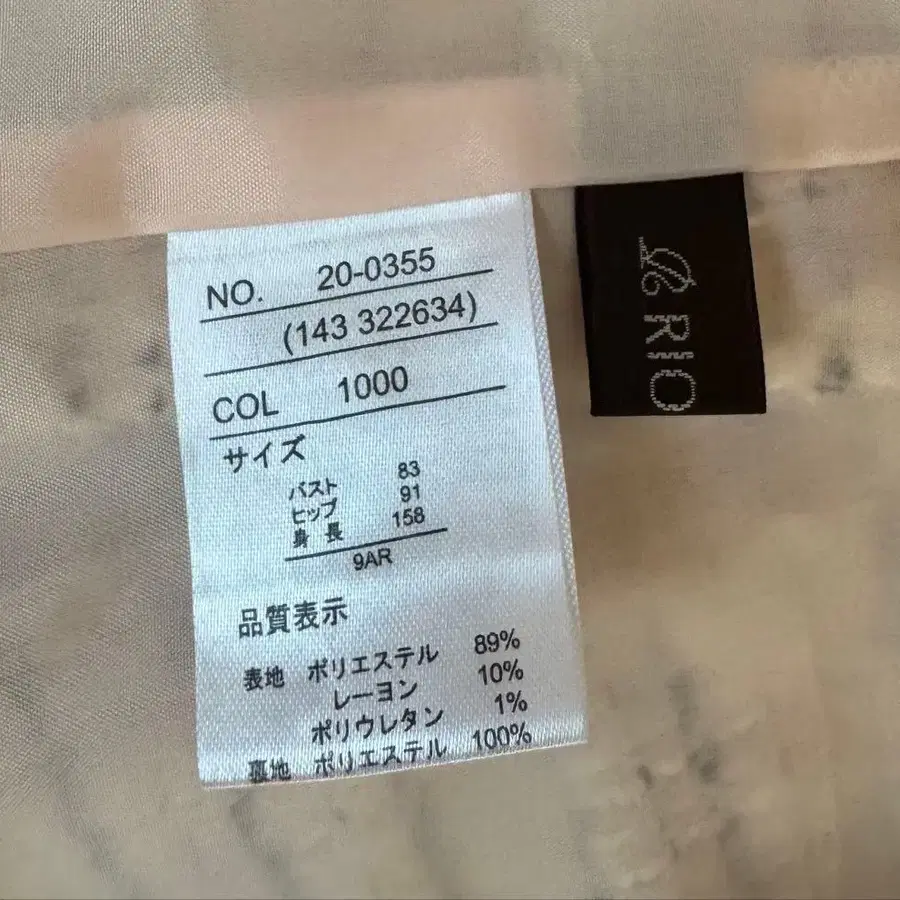 NO. 20-0355
(143 322634)
COL 1000
サイズ
バスト 83
ヒップ 91
身長 158
9AR
品質表示
表地 ポリエステル 89%
レーヨン 10%
ポリウレタン 1%
裏地 ポリエステル 100%
RIO